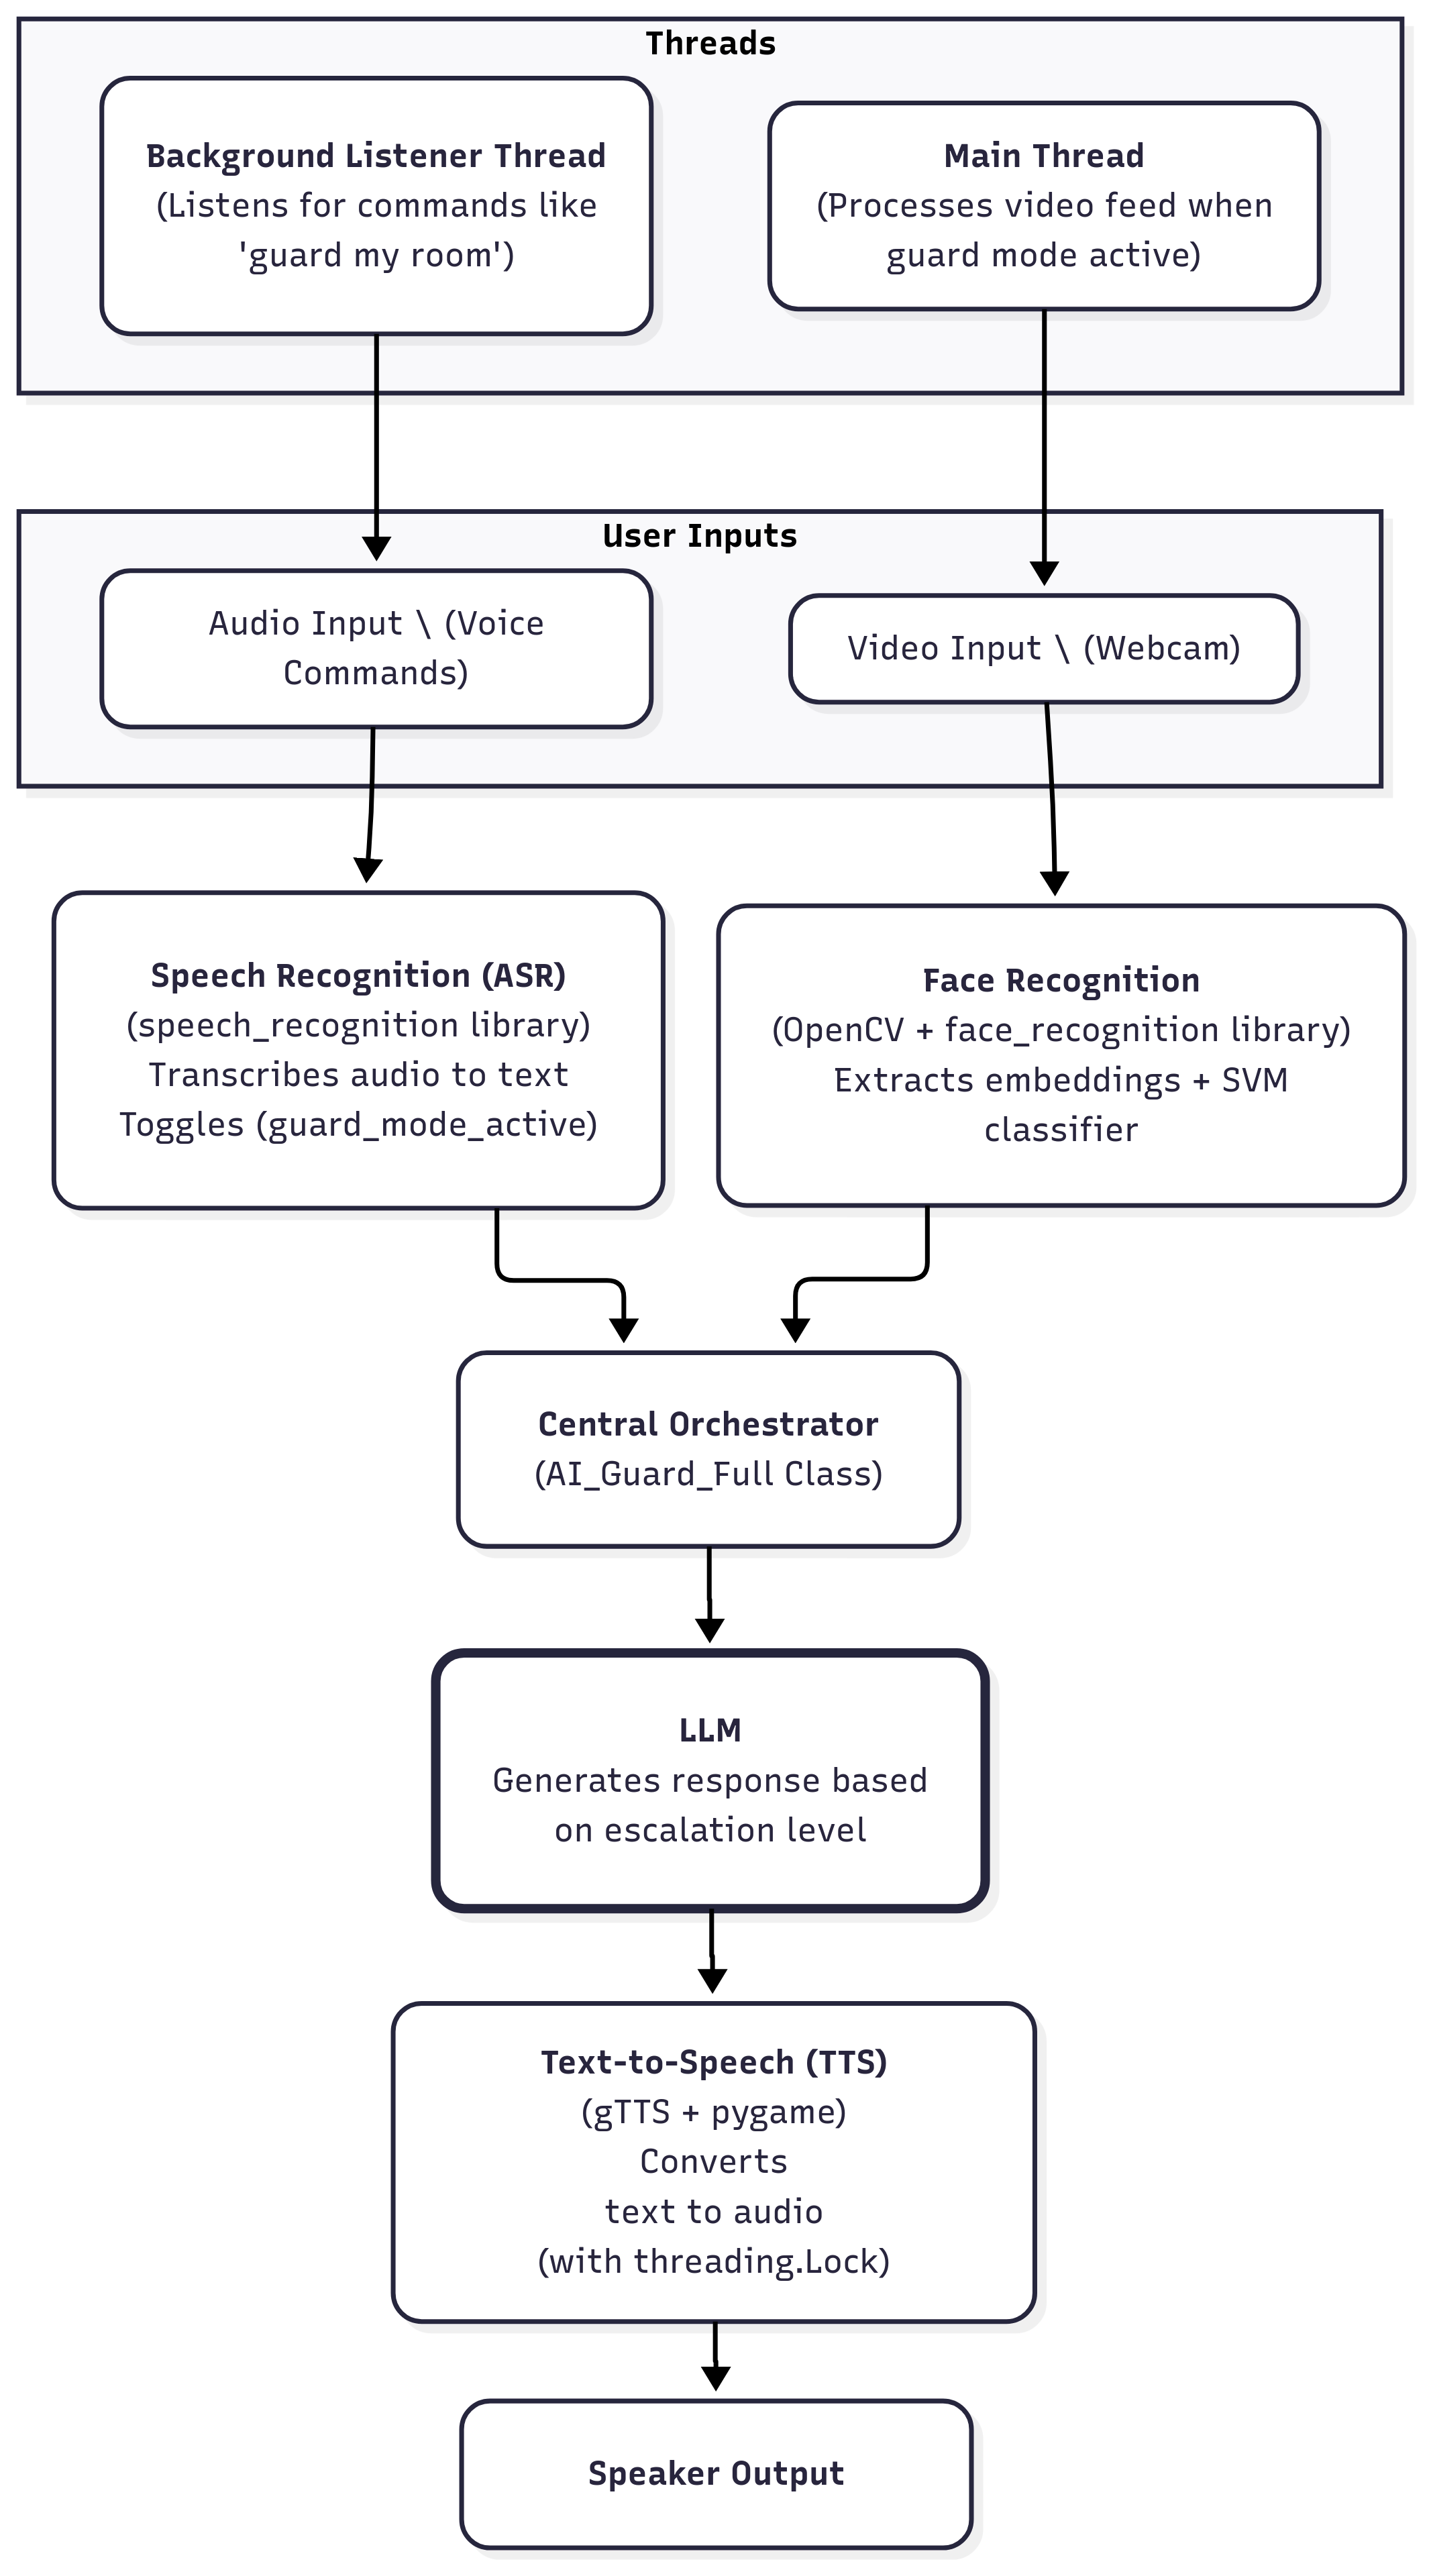 Threads
Background Listener Thread
(Listens for commands like
'guard my room')
Main Thread
(Processes video feed when
guard mode active)
User Inputs
Audio Input \ (Voice
Commands)
Video Input \ (Webcam)
Speech Recognition (ASR)
(speech_recognition library)
Transcribes audio to text
Toggles (guard_mode_active)
Face Recognition
(OpenCV + face_recognition library)
Extracts embeddings + SVM
classifier
Central Orchestrator
(AI_Guard_Full Class)
LLM
Generates response based
on escalation level
Text-to-Speech (TTS)
(gTTS + pygame)
Converts
text to audio
(with threading.Lock)
Speaker Output